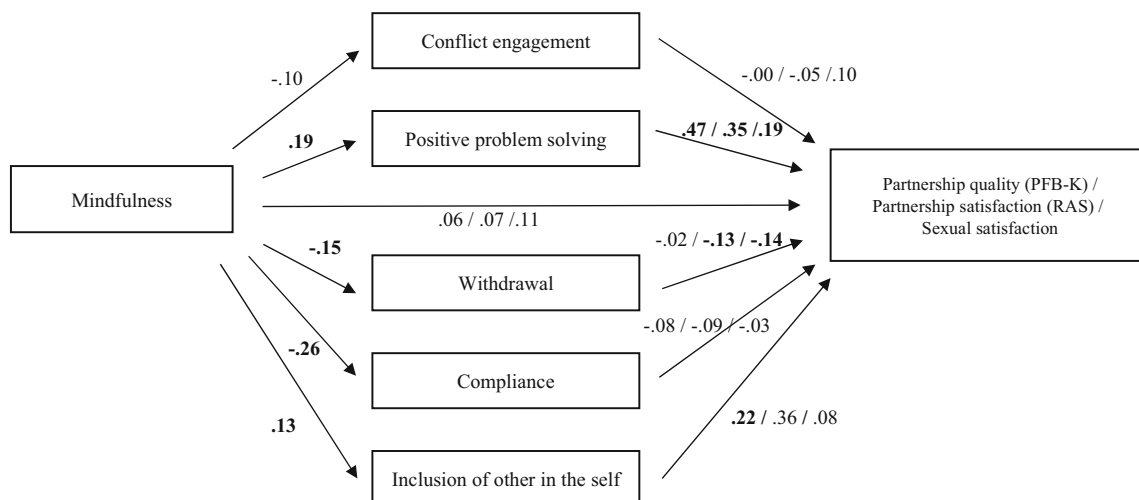 Conflict engagement
-.10
-.00 / -.05 /.10
Positive problem solving
.19
.47 / .35 /.19
Mindfulness
Partnership quality (PFB-K) /
Partnership satisfaction (RAS) /
Sexual satisfaction
.06 / .07 /.11
-.15
-.02 / -.13 / -.14
Withdrawal
-.08 / -.09 / -.03
-.26
Compliance
.13
.22 / .36 / .08
Inclusion of other in the self